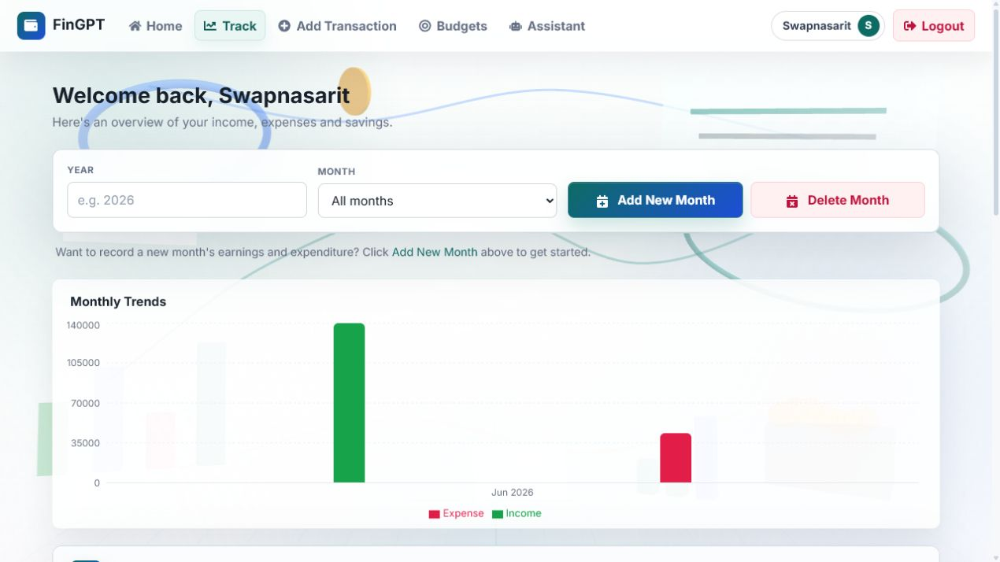 FinGPT
Home
Track
Add Transaction
Budgets
Assistant
Swapnasarit
S
Logout
Welcome back, Swapnasarit
Here's an overview of your income, expenses and savings.
YEAR
e.g. 2026
MONTH
All months
Add New Month
Delete Month
Want to record a new month's earnings and expenditure? Click Add New Month above to get started.
Monthly Trends
140000
105000
70000
35000
0
Jun 2026
Expense
Income